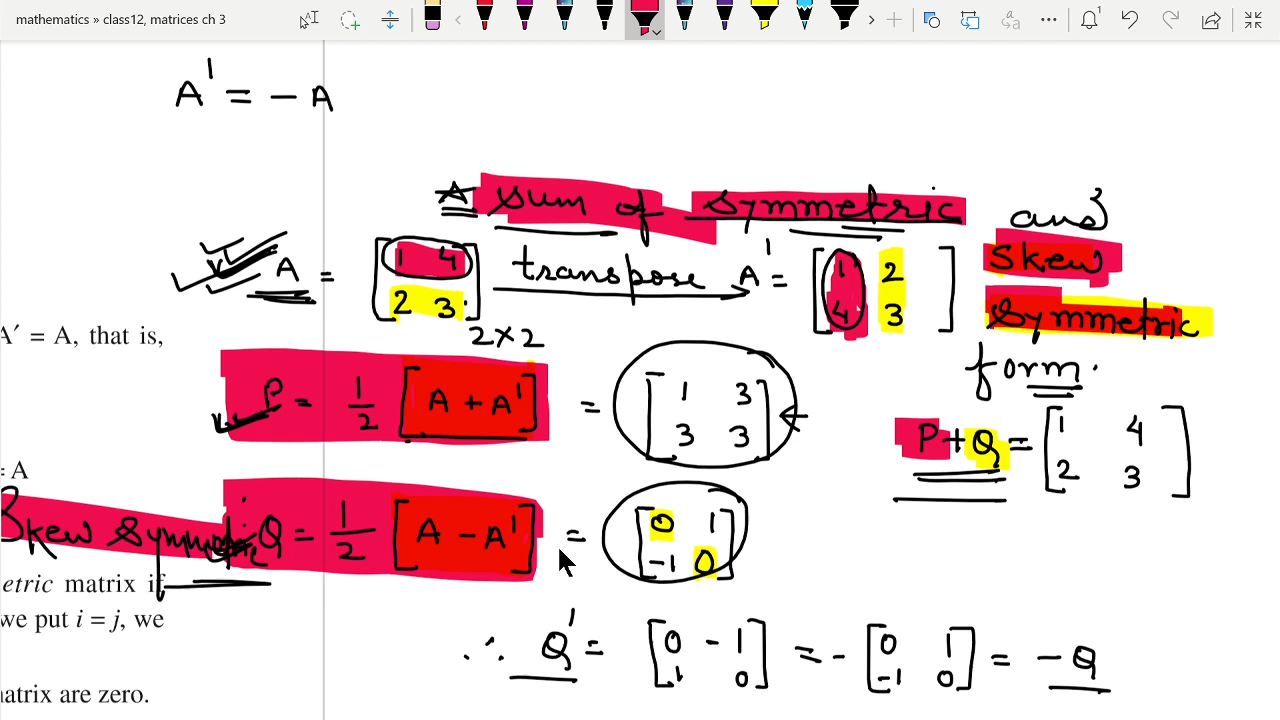 mathematics » class12, matrices ch 3
A' = - A
A sum of symmetric and
A = [1 4 2 3] transpose A' = [1 2 4 3] Skew
2×2 Symmetric
A′ = A, that is,
form.
P = 1/2 [A + A'] = [1 3 3 3]
P+Q = [1 4 2 3]
= A
Skew Symmetric Q = 1/2 [A - A'] = [0 1 -1 0]
etric matrix if
we put i = j, we
∴ Q' = [0 -1 1 0] = - [0 1 -1 0] = - Q
atrix are zero.